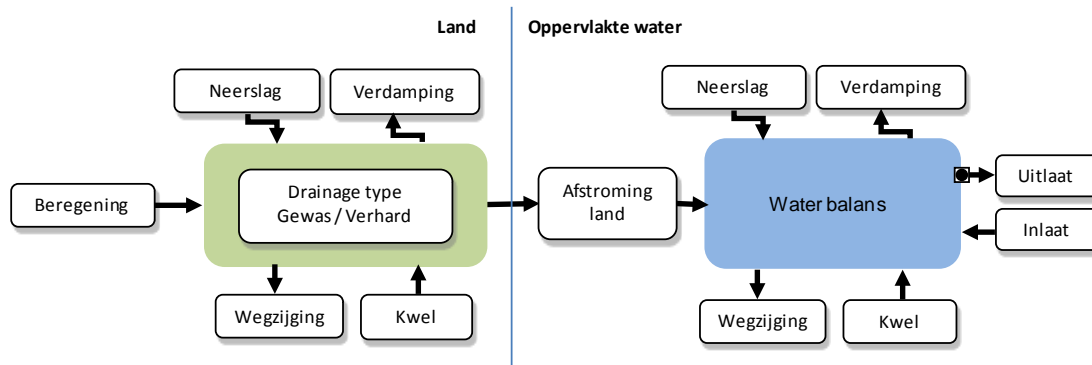 Land
Oppervlakte water
Neerslag
Verdamping
Beregening
Drainage type
Gewas / Verhard
Wegzijging
Kwel
Afstroming
land
Neerslag
Verdamping
Water balans
Uitlaat
Inlaat
Wegzijging
Kwel